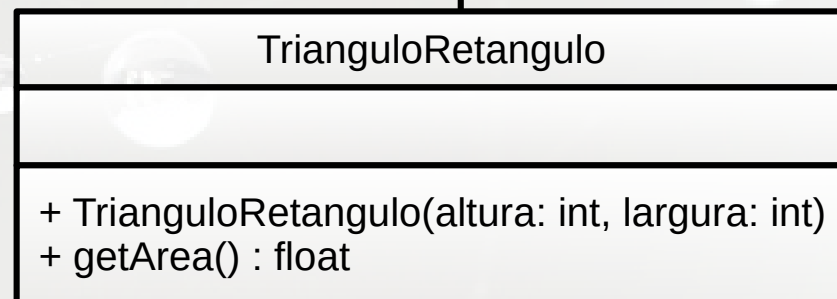 TrianguloRetangulo
+ TrianguloRetangulo(altura: int, largura: int)
+ getArea() : float